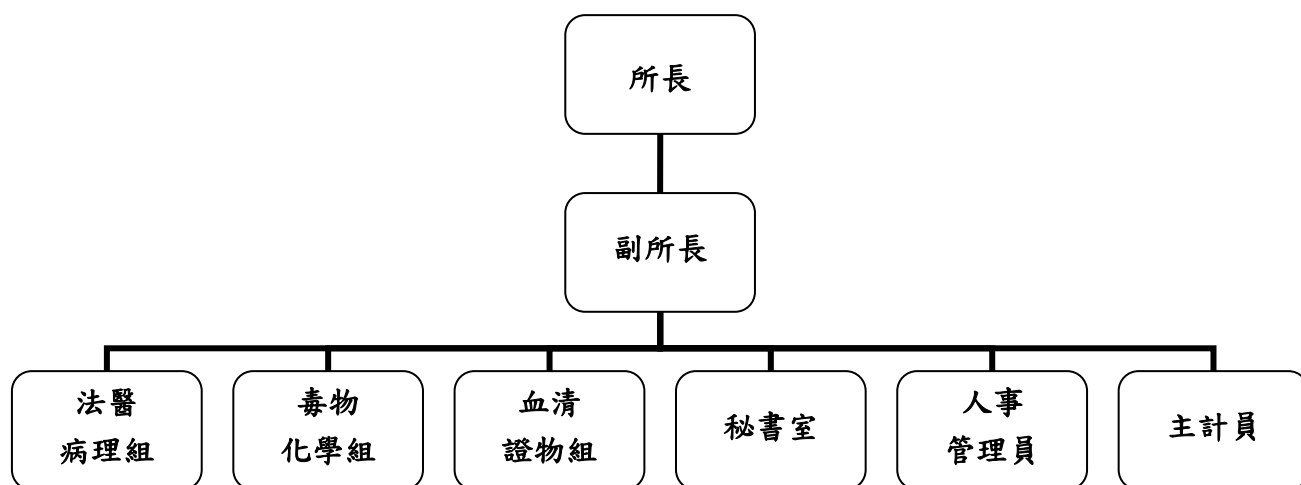 所長
副所長
法醫
病理組
毒物
化學組
血清
證物組
秘書室
人事
管理員
主計員